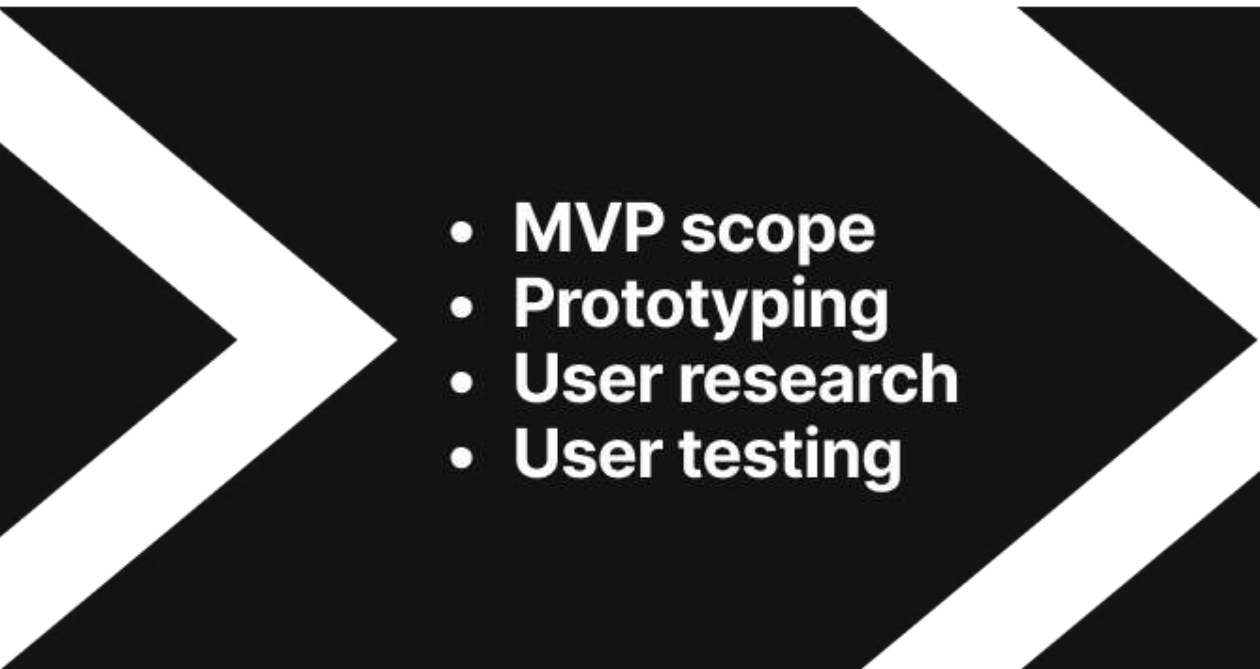 • MVP scope
• Prototyping
• User research
• User testing